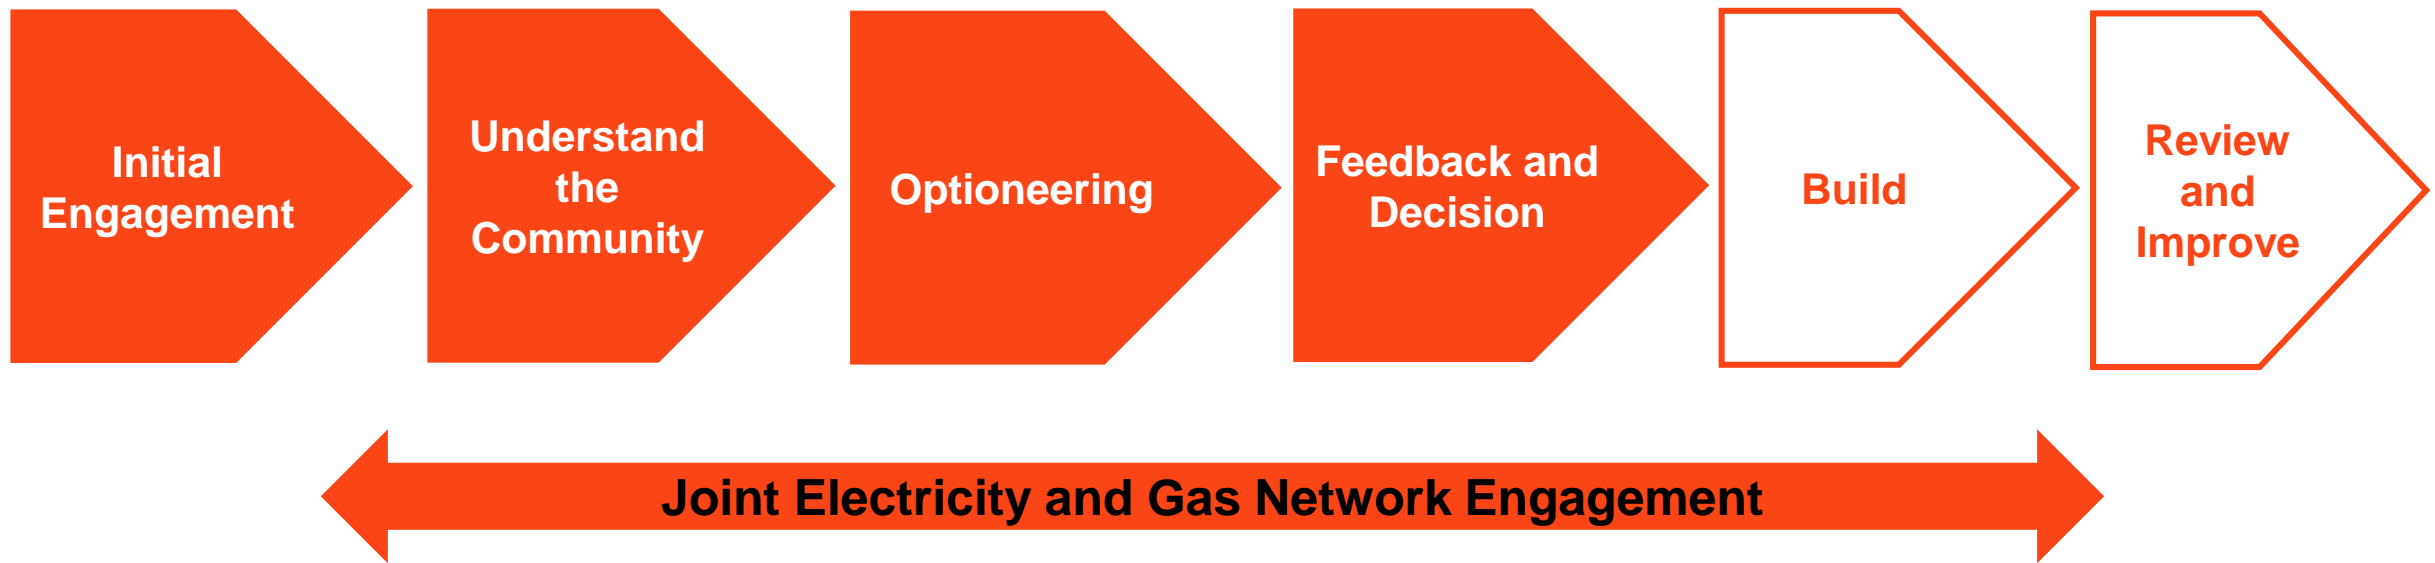 Initial
Engagement
Understand
the
Community
Optioneering
Feedback and
Decision
Build
Review
and
Improve
Joint Electricity and Gas Network Engagement